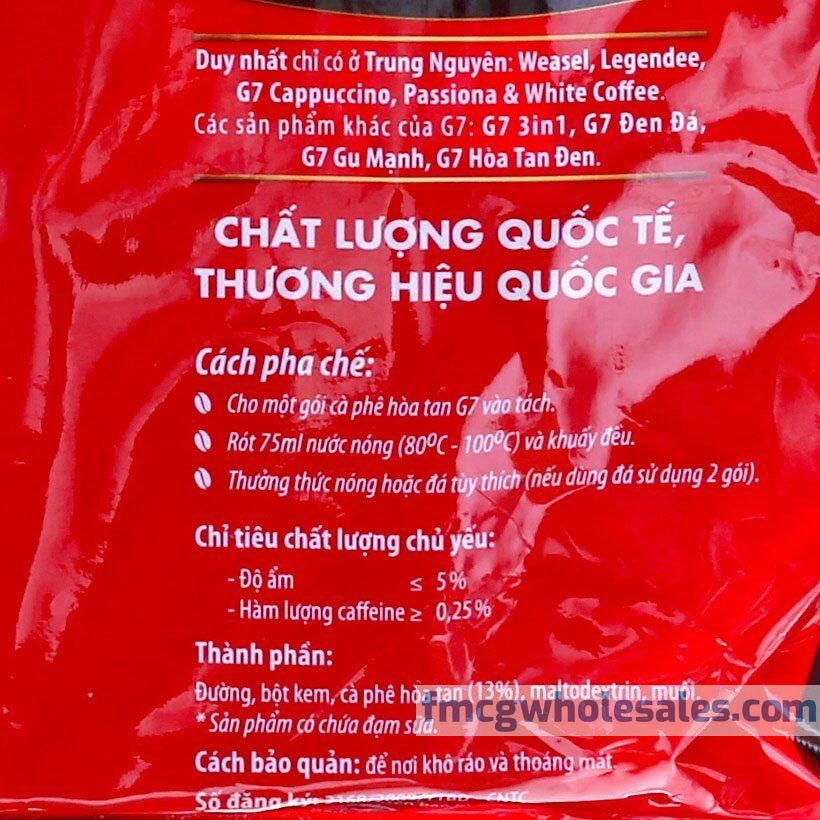 Duy nhất chỉ có ở Trung Nguyên: Weasel, Legendee,
G7 Cappuccino, Passiona & White Coffee.
Các sản phẩm khác của G7: G7 3in1, G7 Đen Đá,
G7 Gu Mạnh, G7 Hòa Tan Đen.
CHẤT LƯỢNG QUỐC TẾ,
THƯƠNG HIỆU QUỐC GIA
Cách pha chế:
Cho một gói cà phê hòa tan G7 vào tách.
Rót 75ml nước nóng (80ºC - 100ºC) và khuấy đều.
Thưởng thức nóng hoặc đá tùy thích (nếu dùng đá sử dụng 2 gói).
Chỉ tiêu chất lượng chủ yếu:
- Độ ẩm ≤ 5%
- Hàm lượng caffeine ≥ 0,25%
Thành phần:
Đường, bột kem, cà phê hòa tan (13%), maltodextrin, muối.
* Sản phẩm có chứa đạm sữa.
fmcgwholesales.com
Cách bảo quản: để nơi khô ráo và thoáng mát.
Số đăng ký: